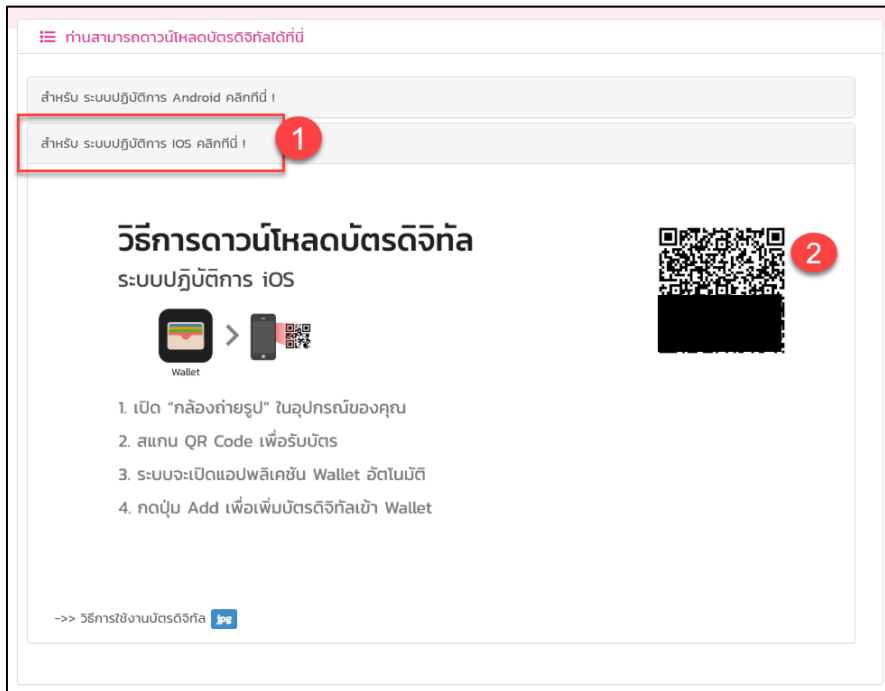 ท่านสามารถดาวน์โหลดบัตรดิจิทัลได้ที่นี่
สำหรับ ระบบปฏิบัติการ Android คลิกทีนี่ !
สำหรับ ระบบปฏิบัติการ IOS คลิกทีนี่ !
1
วิธีการดาวน์โหลดบัตรดิจิทัล
2
ระบบปฏิบัติการ iOS
Wallet
1. เปิด “กล้องถ่ายรูป” ในอุปกรณ์ของคุณ
2. สแกน QR Code เพื่อรับบัตร
3. ระบบจะเปิดแอปพลิเคชัน Wallet อัตโนมัติ
4. กดปุ่ม Add เพื่อเพิ่มบัตรดิจิทัลเข้า Wallet
->> วิธีการใช้งานบัตรดิจิทัล jpg